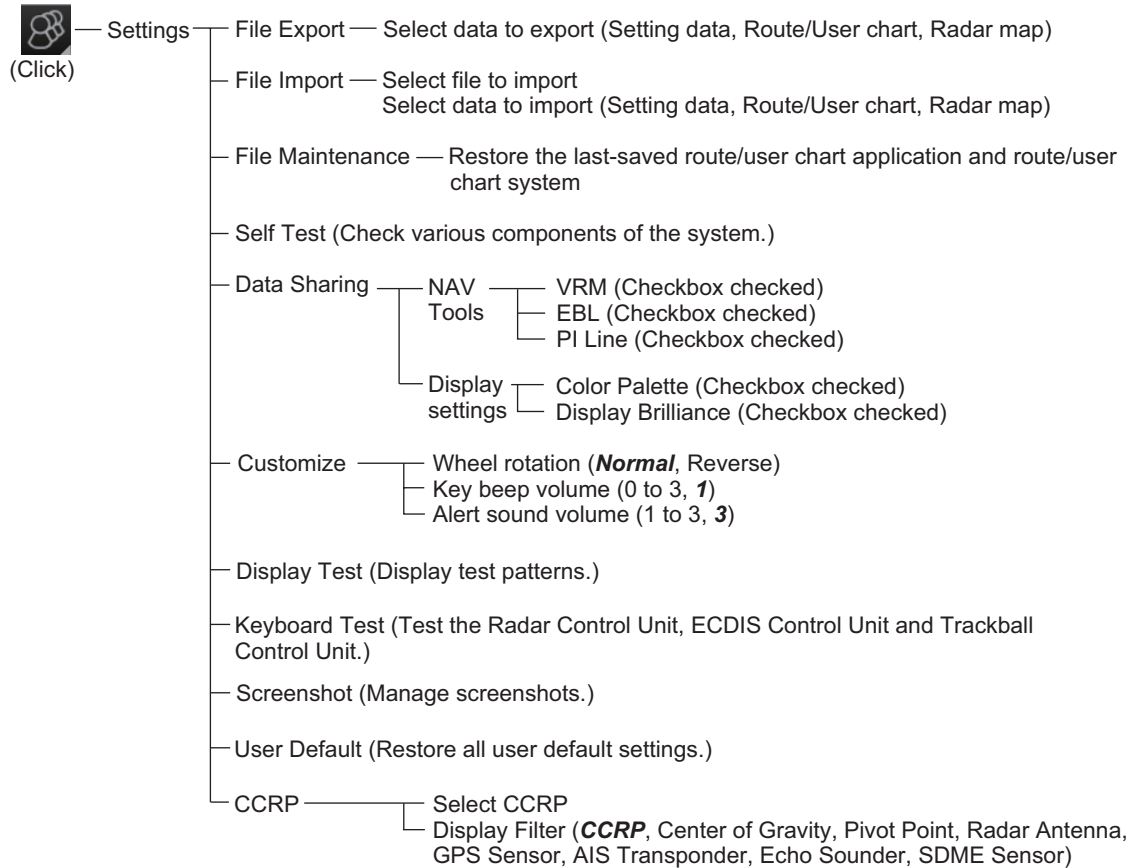 Settings
(Click)
File Export
Select data to export (Setting data, Route/User chart, Radar map)
File Import
Select file to import
Select data to import (Setting data, Route/User chart, Radar map)
File Maintenance
Restore the last-saved route/user chart application and route/user
chart system
Self Test (Check various components of the system.)
Data Sharing
NAV
Tools
VRM (Checkbox checked)
EBL (Checkbox checked)
PI Line (Checkbox checked)
Display
settings
Color Palette (Checkbox checked)
Display Brilliance (Checkbox checked)
Customize
Wheel rotation (Normal, Reverse)
Key beep volume (0 to 3, 1)
Alert sound volume (1 to 3, 3)
Display Test (Display test patterns.)
Keyboard Test (Test the Radar Control Unit, ECDIS Control Unit and Trackball
Control Unit.)
Screenshot (Manage screenshots.)
User Default (Restore all user default settings.)
CCRP
Select CCRP
Display Filter (CCRP, Center of Gravity, Pivot Point, Radar Antenna,
GPS Sensor, AIS Transponder, Echo Sounder, SDME Sensor)